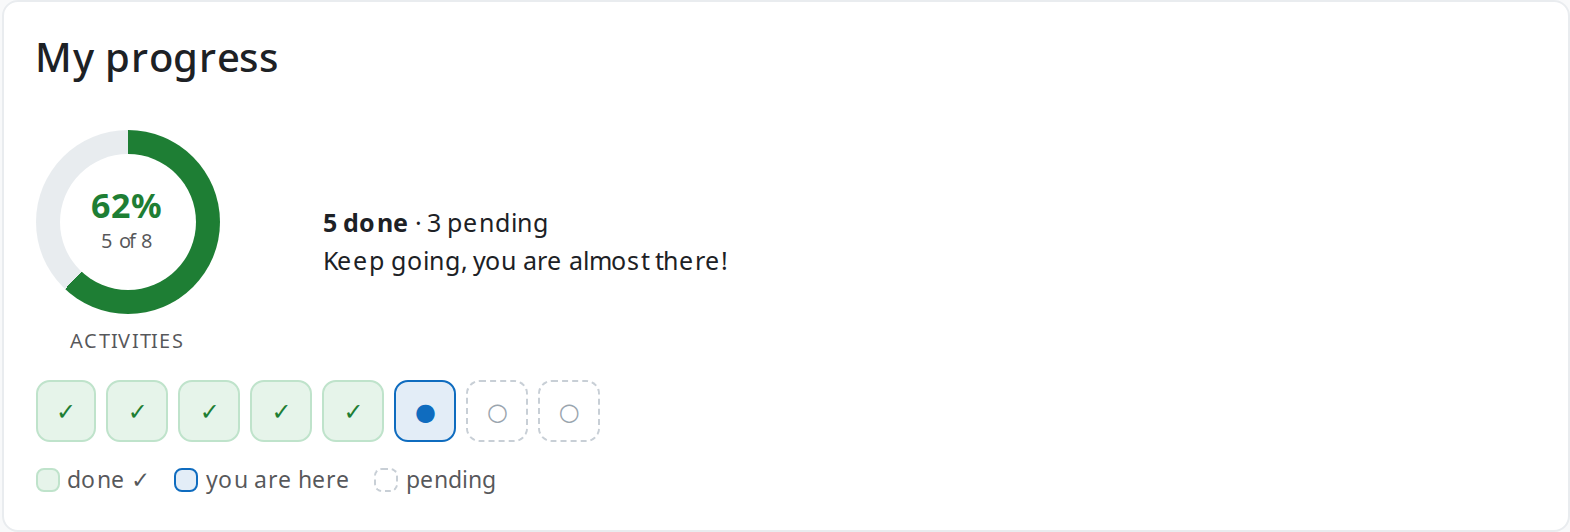 My progress
62%
5 of 8
ACTIVITIES
5 done · 3 pending
Keep going, you are almost there!
✓ ✓ ✓ ✓ ✓ ● ○ ○
done ✓ you are here pending